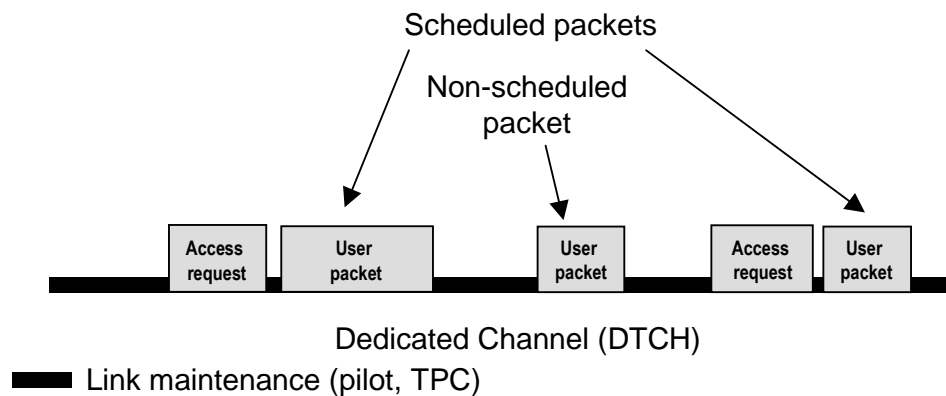 Scheduled packets
Non-scheduled
packet
Access
request
User
packet
User
packet
Access
request
User
packet
Dedicated Channel (DTCH)
Link maintenance (pilot, TPC)